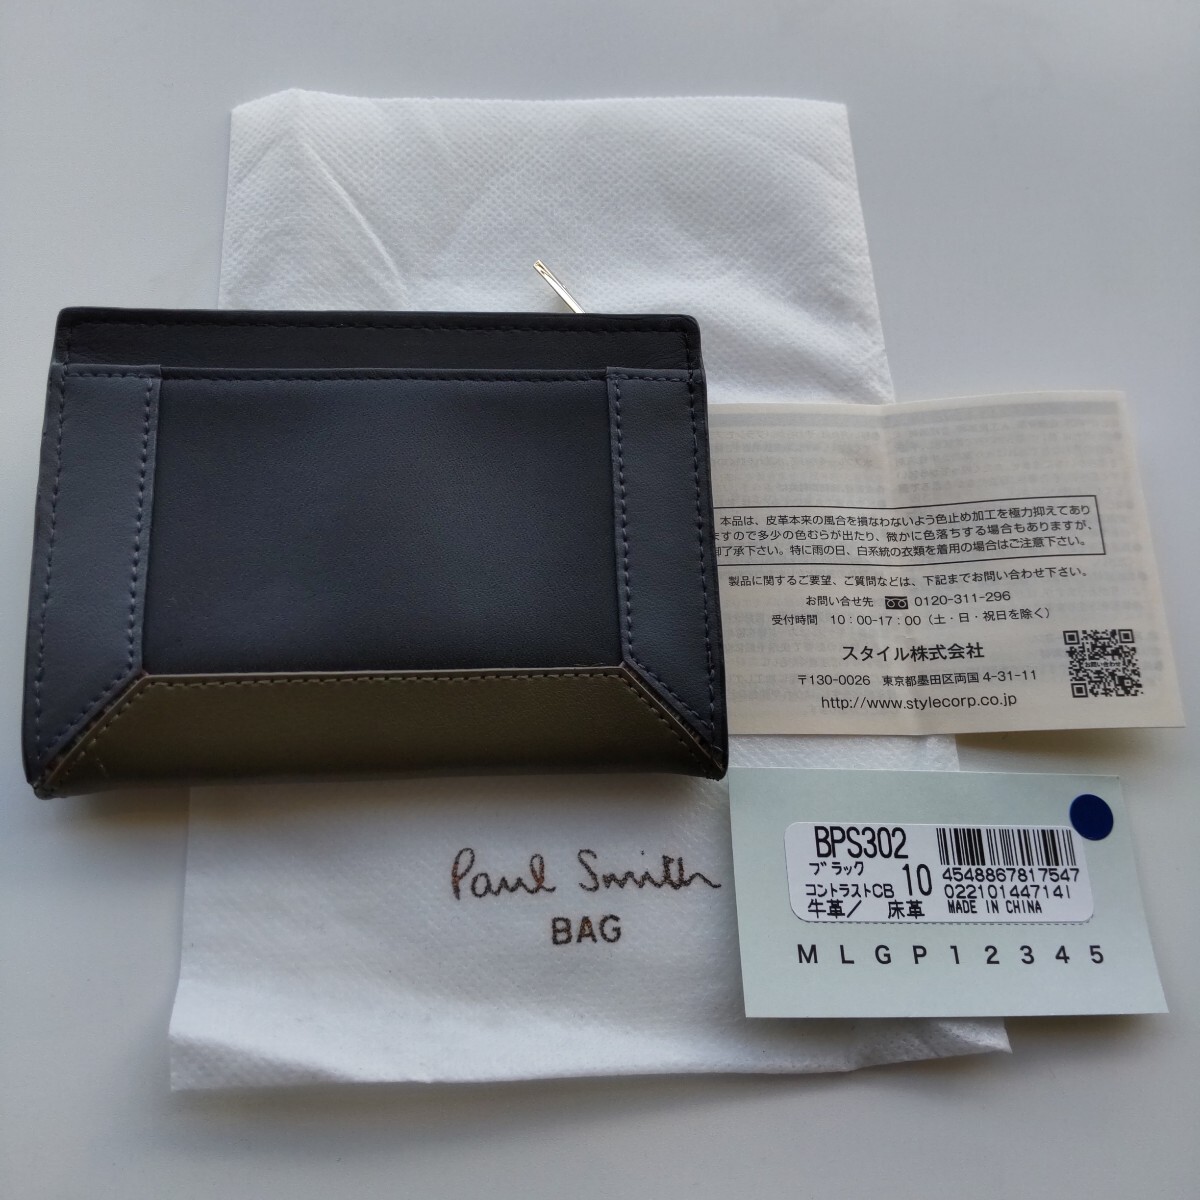 本品は、皮革本来の風合を損なわないよう色止め加工を極力抑えてあり
ますので多少の色むらが出たり、微かに色落ちする場合もありますが、
御了承下さい。特に雨の日、白系統の衣類を着用の場合はご注意下さい。
製品に関するご要望、ご質問などは、下記までお問い合わせ下さい。
お問い合せ先 0120-311-296
受付時間 10:00-17:00(土・日・祝日を除く)
スタイル株式会社
〒130-0026 東京都墨田区両国 4-31-11
http://www.stylecorp.co.jp
お問い合わせ
Paul Smith
BAG
BPS302
ブラック
コントラストCB 10
牛革/ 床革
4548867817547
022101447141
MADE IN CHINA
M L G P 1 2 3 4 5